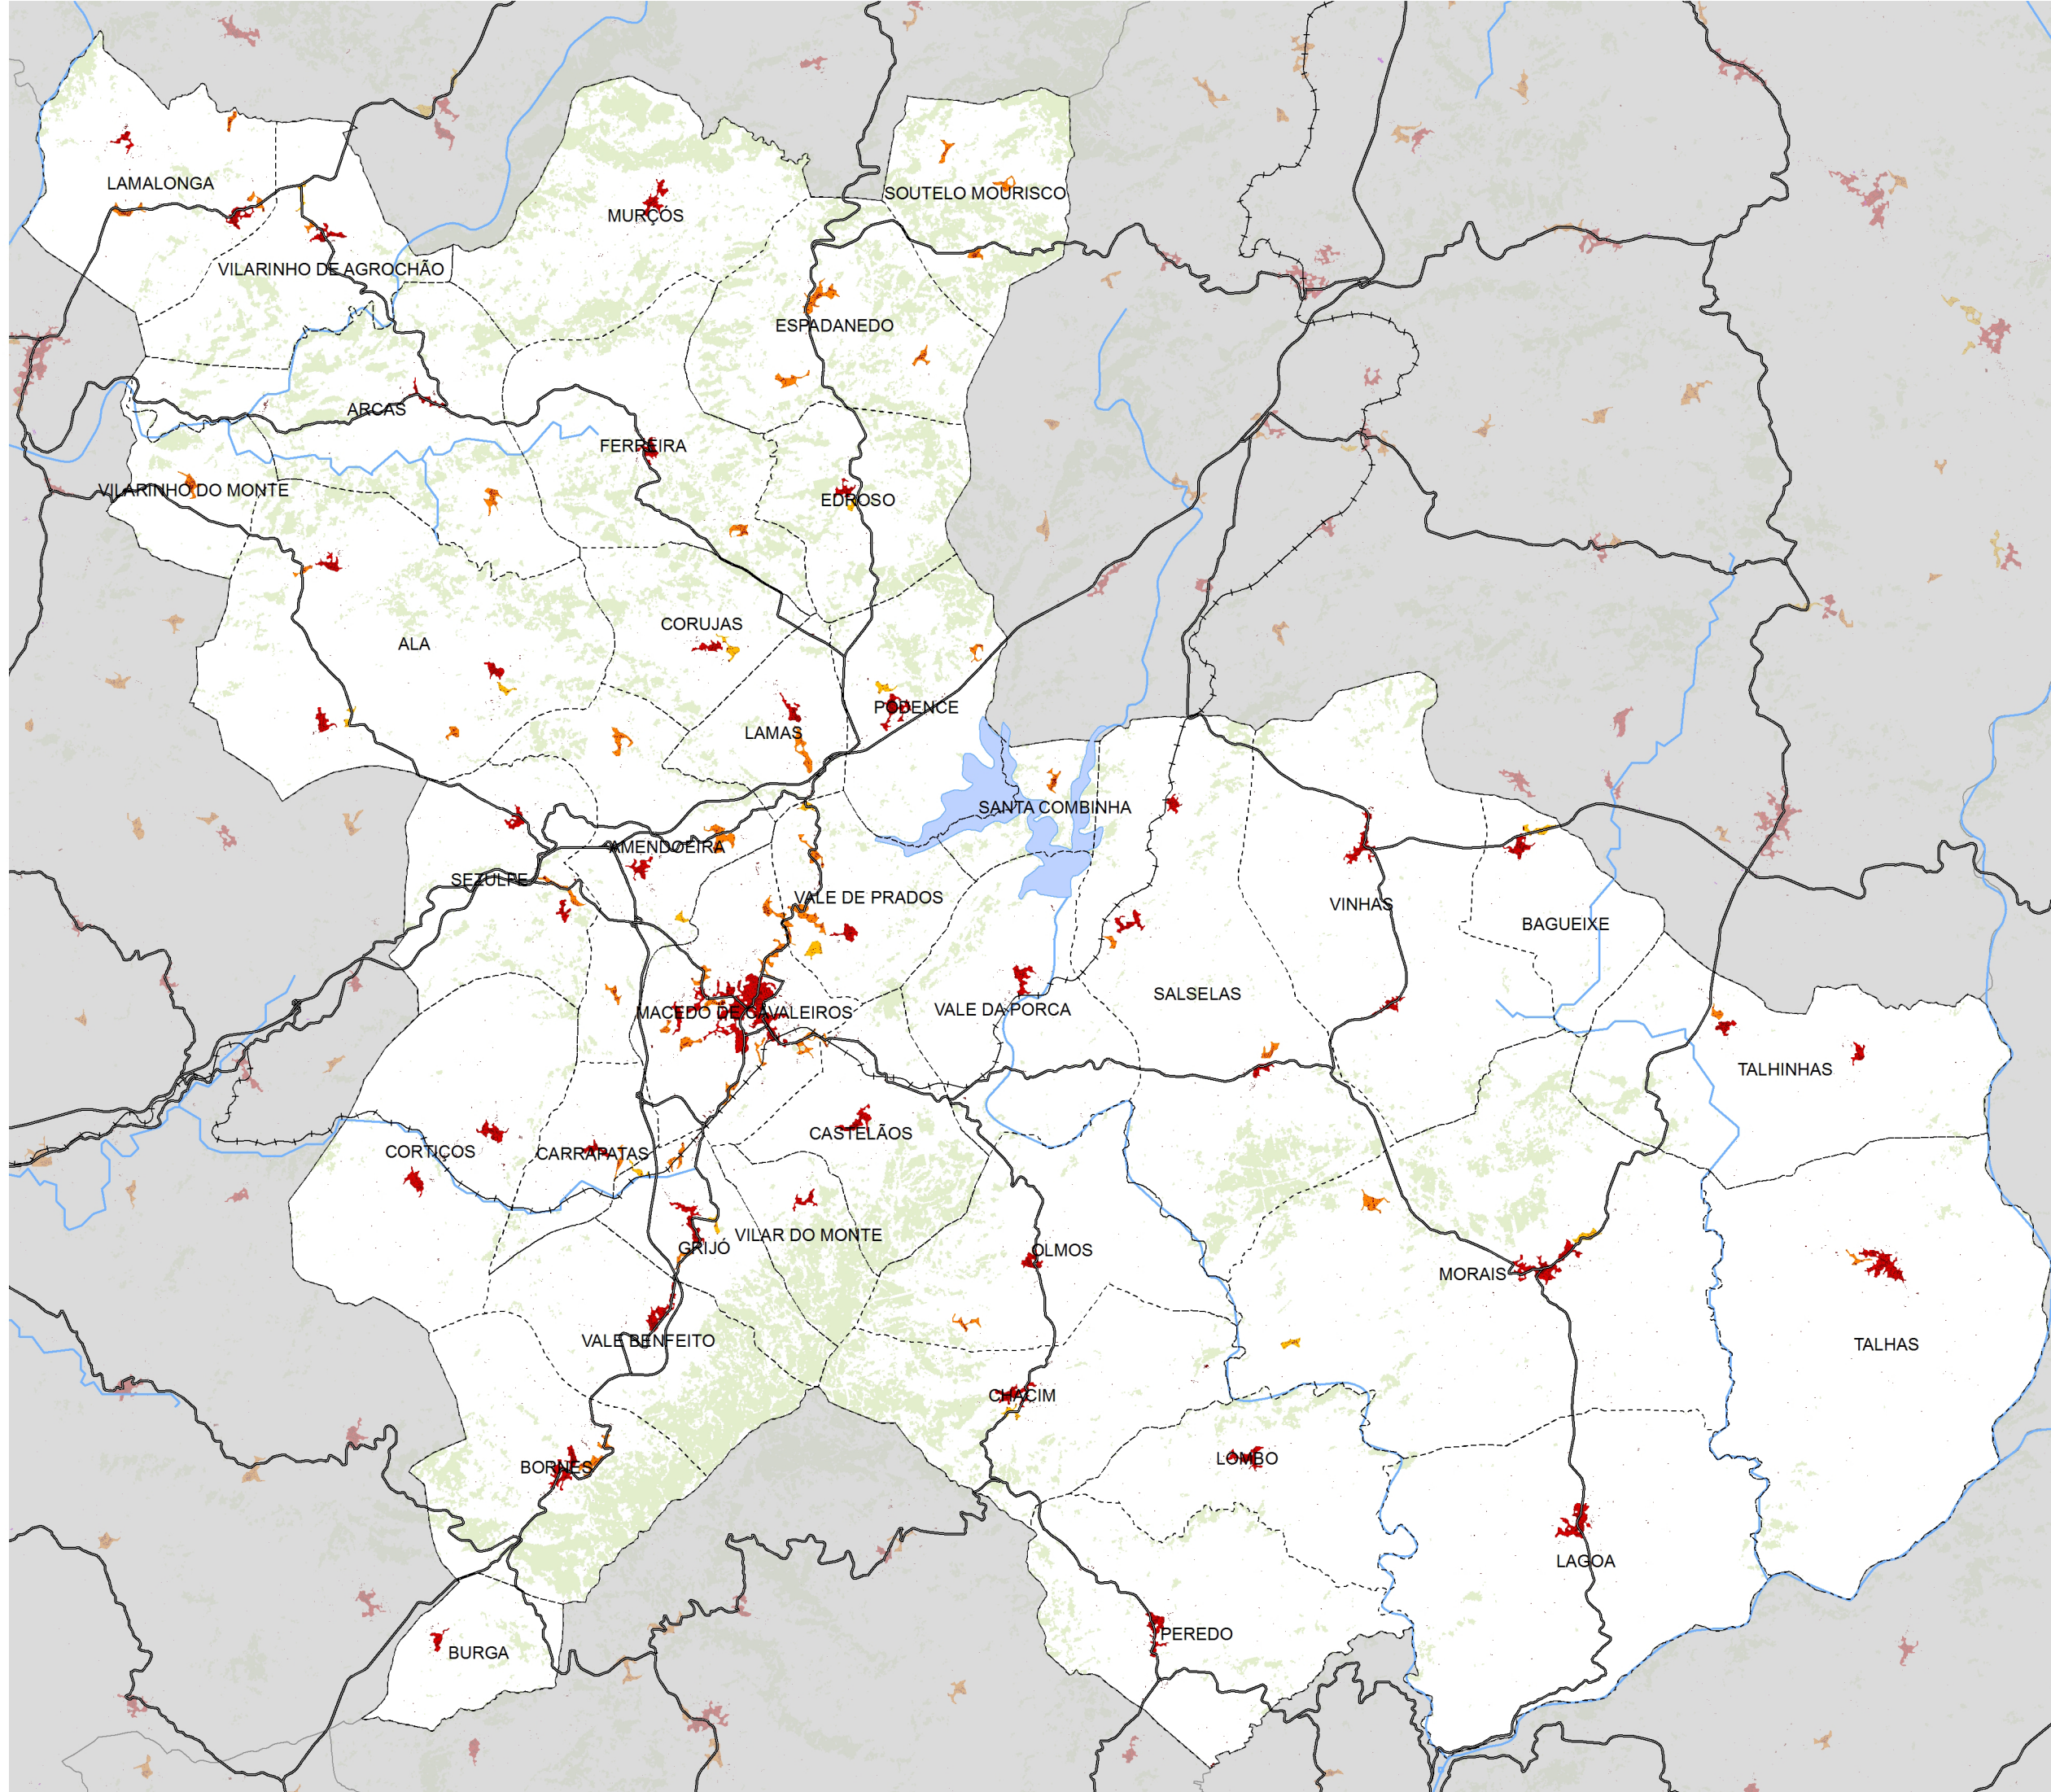 LAMALONGA
SOUTELO MOURISCO
MURÇOS
VILARINHO DE AGROCHÃO
ESPADANEDO
ARCAS
FERREIRA
VILARINHO DO MONTE
EDROSO
CORUJAS
ALA
PODENCE
LAMAS
SANTA COMBINHA
AMENDOEIRA
SEZULFE
VALE DE PRADOS
VINHAS
BAGUEIXE
SALSELAS
VALE DA PORCA
MACEDO DE CAVALEIROS
TALHINHAS
CASTELÃOS
CORTIÇOS
CARRAPATAS
VILAR DO MONTE
GRIJÓ
OLMOS
MORAIS
VALE BENFEITO
TALHAS
CHACIM
LOMBO
BORNES
LAGOA
PEREDO
BURGA